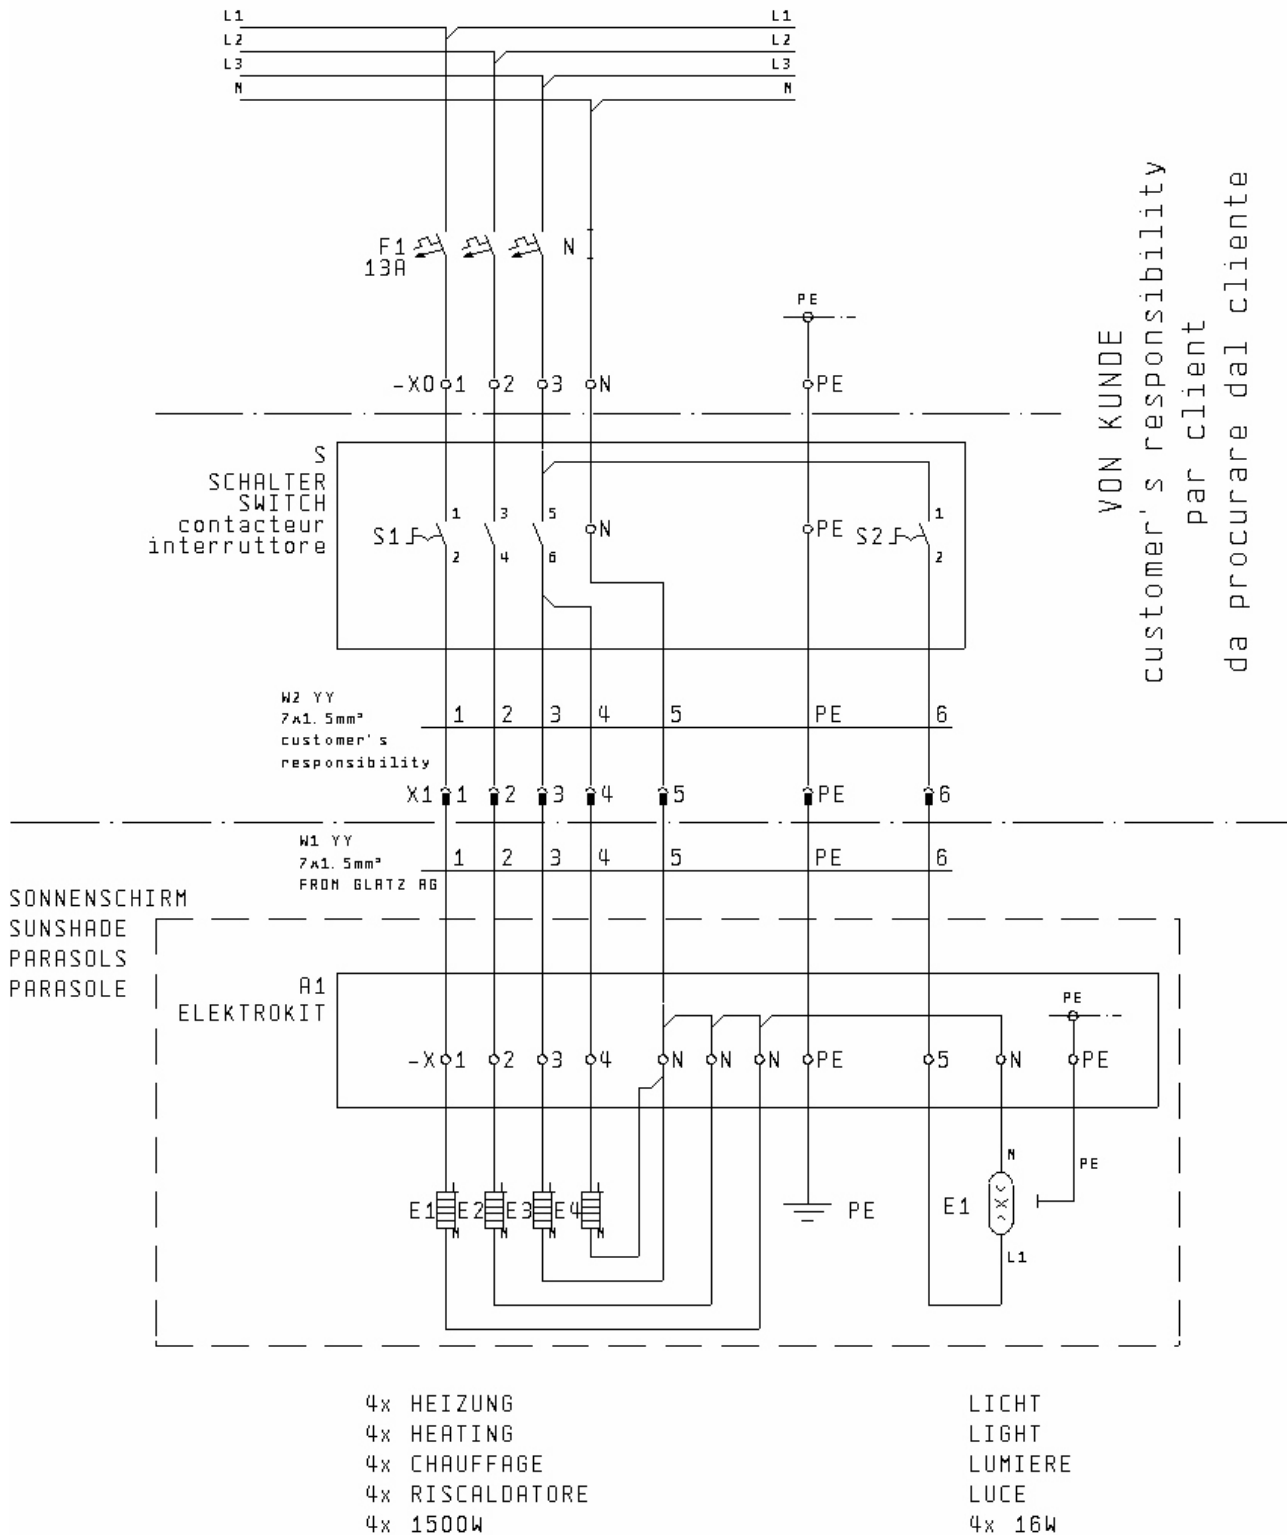 L1 L1
L2 L2
L3 L3
N N
F1 N
13A
PE
-X0 1 2 3 N PE
S
SCHALTER
SWITCH
contacteur
interruttore
1 3 5 1
S1 N PE S2
2 4 6 2
VON KUNDE
customer's responsibility
par client
da procurare dal cliente
W2 YY
7x1.5mm²
customer's
responsibility
1 2 3 4 5 PE 6
X1 1 2 3 4 5 PE 6
W1 YY
7x1.5mm²
FROM GLATZ AG
1 2 3 4 5 PE 6
SONNENSCHIRM
SUNSHADE
PARASOLS
PARASOLE
A1
ELEKTROKIT
PE
-X 1 2 3 4 N N N PE 5 N PE
N PE
E1 E2 E3 E4 PE E1
N N N N
L1
4x HEIZUNG
4x HEATING
4x CHAUFFAGE
4x RISCALDATORE
4x 1500W
LICHT
LIGHT
LUMIERE
LUCE
4x 16W